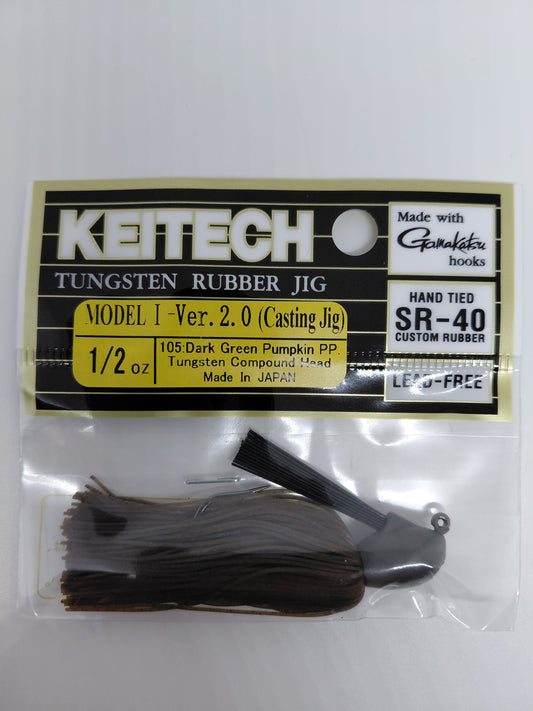 KEITECH
TUNGSTEN RUBBER JIG
MODEL I -Ver. 2.0 (Casting Jig)
1/2 oz
105:Dark Green Pumpkin PP.
Tungsten Compound Head
Made In JAPAN
Made with
Gamakatsu
hooks
HAND TIED
SR-40
CUSTOM RUBBER
LEAD-FREE